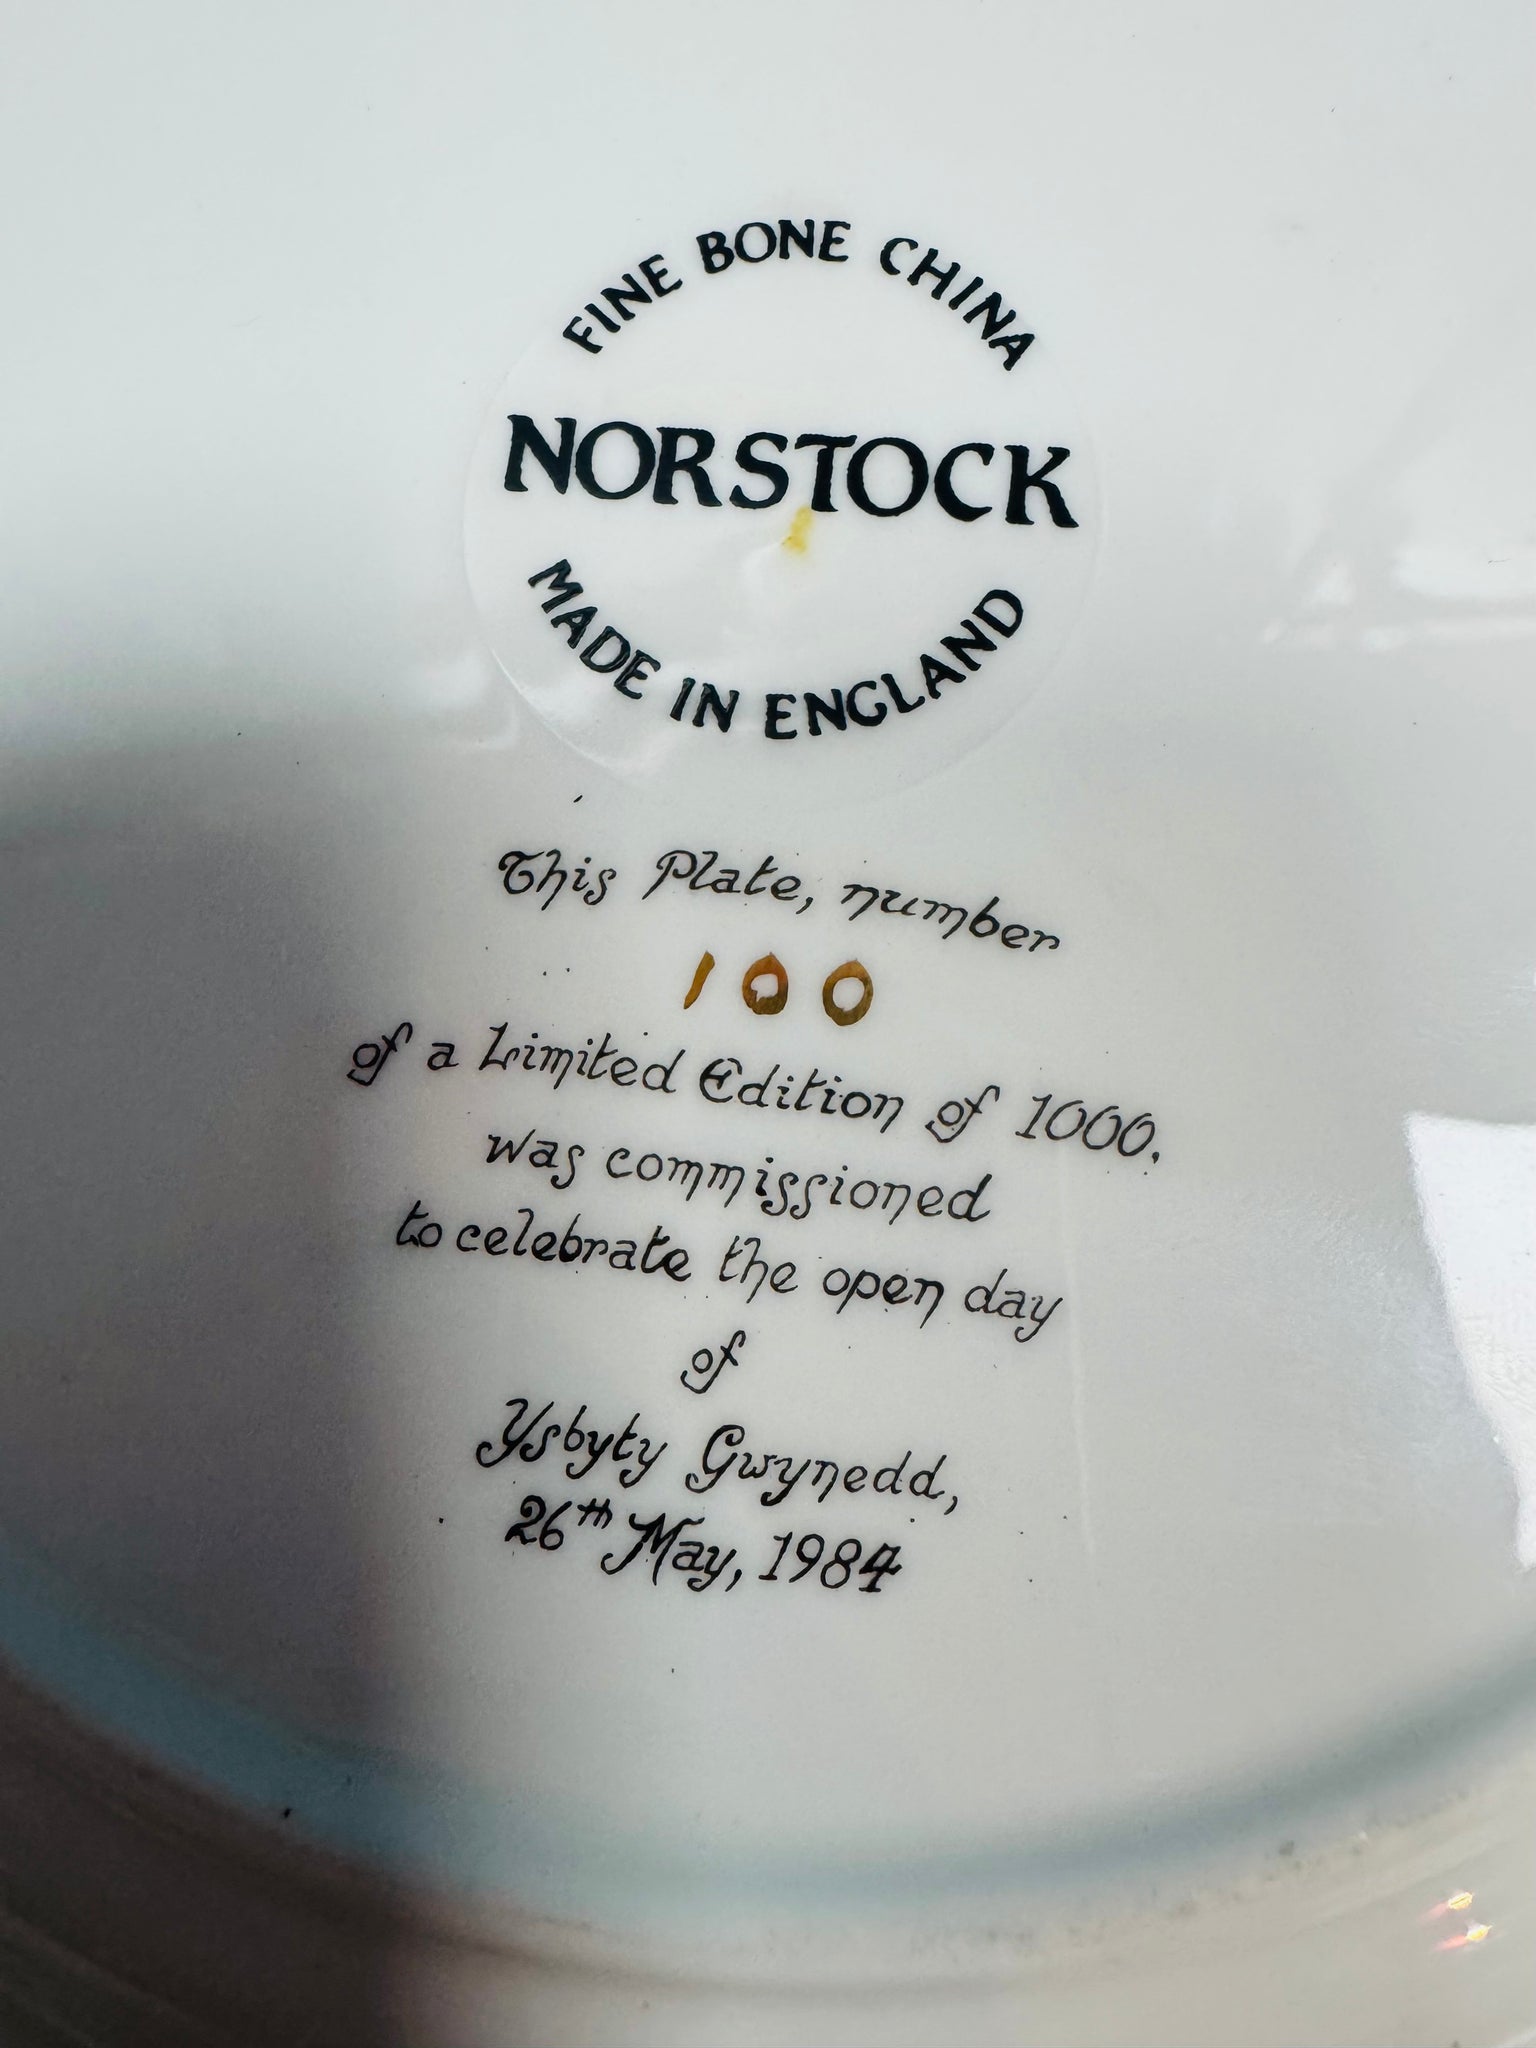 FINE BONE CHINA
NORSTOCK
MADE IN ENGLAND
This Plate, number
100
of a Limited Edition of 1000.
was commissioned
to celebrate the open day
of
Ysbyty Gwynedd,
26th May, 1984